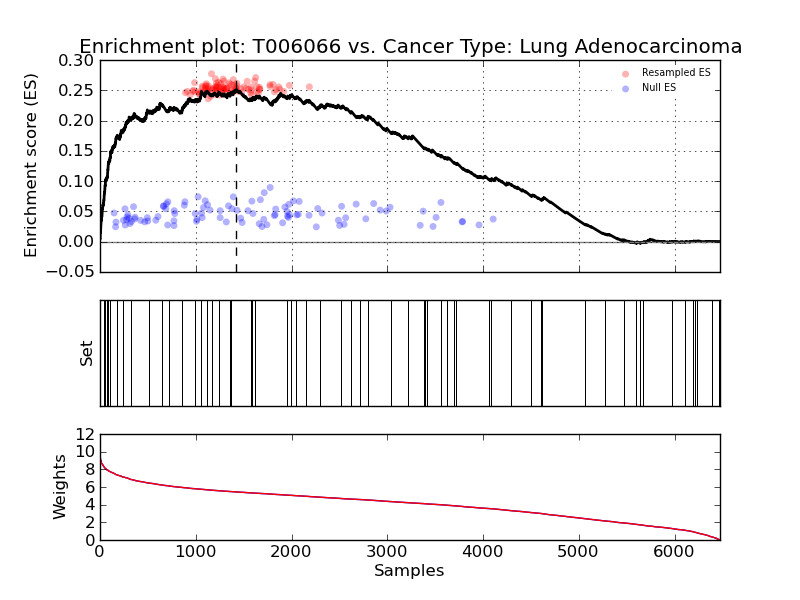 Enrichment plot: T006066 vs. Cancer Type: Lung Adenocarcinoma
Enrichment score (ES)
0.30
0.25
0.20
0.15
0.10
0.05
0.00
−0.05
Resampled ES
Null ES
Set
Weights
12
10
8
6
4
2
0
0 1000 2000 3000 4000 5000 6000
Samples